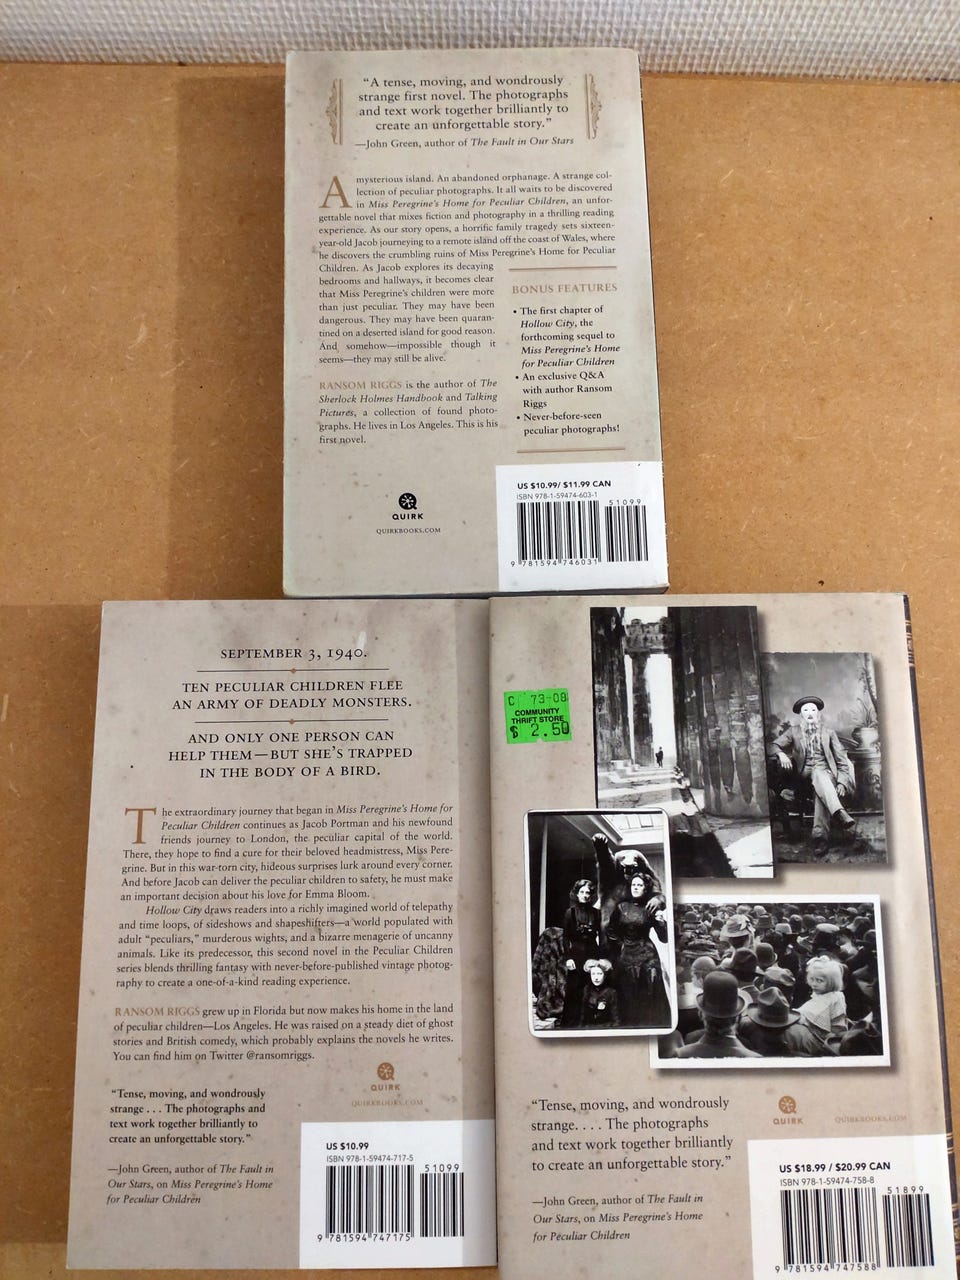 “A tense, moving, and wondrously
strange first novel. The photographs
and text work together brilliantly to
create an unforgettable story.”
—John Green, author of The Fault in Our Stars
A mysterious island. An abandoned orphanage. A strange col-
lection of peculiar photographs. It all waits to be discovered
in Miss Peregrine's Home for Peculiar Children, an unfor-
gettable novel that mixes fiction and photography in a thrilling reading
experience. As our story opens, a horrific family tragedy sets sixteen-
year-old Jacob journeying to a remote island off the coast of Wales, where
he discovers the crumbling ruins of Miss Peregrine's Home for Peculiar
Children. As Jacob explores its decaying
bedrooms and hallways, it becomes clear
that Miss Peregrine's children were more
than just peculiar. They may have been
dangerous. They may have been quaran-
tined on a deserted island for good reason.
And somehow—impossible though it
seems—they may still be alive.
RANSOM RIGGS is the author of The
Sherlock Holmes Handbook and Talking
Pictures, a collection of found photo-
graphs. He lives in Los Angeles. This is his
first novel.
BONUS FEATURES
• The first chapter of
Hollow City, the
forthcoming sequel to
Miss Peregrine's Home
for Peculiar Children
• An exclusive Q&A
with author Ransom
Riggs
• Never-before-seen
peculiar photographs!
QUIRK
QUIRKBOOKS.COM
US $10.99/ $11.99 CAN
ISBN 978-1-59474-603-1
51099
9 781594 746031
SEPTEMBER 3, 1940.
TEN PECULIAR CHILDREN FLEE
AN ARMY OF DEADLY MONSTERS.
AND ONLY ONE PERSON CAN
HELP THEM—BUT SHE'S TRAPPED
IN THE BODY OF A BIRD.
The extraordinary journey that began in Miss Peregrine's Home for
Peculiar Children continues as Jacob Portman and his newfound
friends journey to London, the peculiar capital of the world.
There, they hope to find a cure for their beloved headmistress, Miss Pere-
grine. But in this war-torn city, hideous surprises lurk around every corner.
And before Jacob can deliver the peculiar children to safety, he must make
an important decision about his love for Emma Bloom.
Hollow City draws readers into a richly imagined world of telepathy
and time loops, of sideshows and shapeshifters—a world populated with
adult “peculiars,” murderous wights, and a bizarre menagerie of uncanny
animals. Like its predecessor, this second novel in the Peculiar Children
series blends thrilling fantasy with never-before-published vintage photog-
raphy to create a one-of-a-kind reading experience.
RANSOM RIGGS grew up in Florida but now makes his home in the land
of peculiar children—Los Angeles. He was raised on a steady diet of ghost
stories and British comedy, which probably explains the novels he writes.
You can find him on Twitter @ransomriggs.
“Tense, moving, and wondrously
strange . . . The photographs and
text work together brilliantly to
create an unforgettable story.”
—John Green, author of The Fault in
Our Stars, on Miss Peregrine's Home
for Peculiar Children
QUIRK
QUIRKBOOKS.COM
US $10.99
ISBN 978-1-59474-717-5
51099
9 781594 747175
C 73-08
COMMUNITY
THRIFT STORE
$ 2.50
“Tense, moving, and wondrously
strange. . . . The photographs
and text work together brilliantly
to create an unforgettable story.”
—John Green, author of The Fault in
Our Stars, on Miss Peregrine's Home
for Peculiar Children
QUIRK
QUIRKBOOKS.COM
US $18.99 / $20.99 CAN
ISBN 978-1-59474-758-8
51899
9 781594 747588